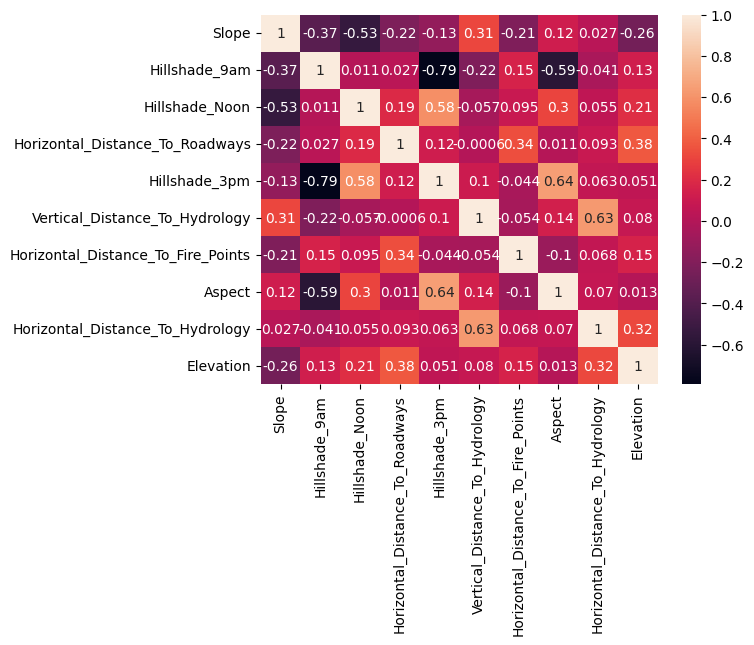 Slope 1 -0.37 -0.53 -0.22 -0.13 0.31 -0.21 0.12 0.027 -0.26
Hillshade_9am -0.37 1 0.011 0.027 -0.79 -0.22 0.15 -0.59 -0.041 0.13
Hillshade_Noon -0.53 0.011 1 0.19 0.58 -0.057 0.095 0.3 0.055 0.21
Horizontal_Distance_To_Roadways -0.22 0.027 0.19 1 0.12 -0.0006 0.34 0.011 0.093 0.38
Hillshade_3pm -0.13 -0.79 0.58 0.12 1 0.1 -0.044 0.64 0.063 0.051
Vertical_Distance_To_Hydrology 0.31 -0.22 -0.057 -0.0006 0.1 1 -0.054 0.14 0.63 0.08
Horizontal_Distance_To_Fire_Points -0.21 0.15 0.095 0.34 -0.044 -0.054 1 -0.1 0.068 0.15
Aspect 0.12 -0.59 0.3 0.011 0.64 0.14 -0.1 1 0.07 0.013
Horizontal_Distance_To_Hydrology 0.027 -0.041 0.055 0.093 0.063 0.63 0.068 0.07 1 0.32
Elevation -0.26 0.13 0.21 0.38 0.051 0.08 0.15 0.013 0.32 1
Slope
Hillshade_9am
Hillshade_Noon
Horizontal_Distance_To_Roadways
Hillshade_3pm
Vertical_Distance_To_Hydrology
Horizontal_Distance_To_Fire_Points
Aspect
Horizontal_Distance_To_Hydrology
Elevation
1.0
0.8
0.6
0.4
0.2
0.0
−0.2
−0.4
−0.6